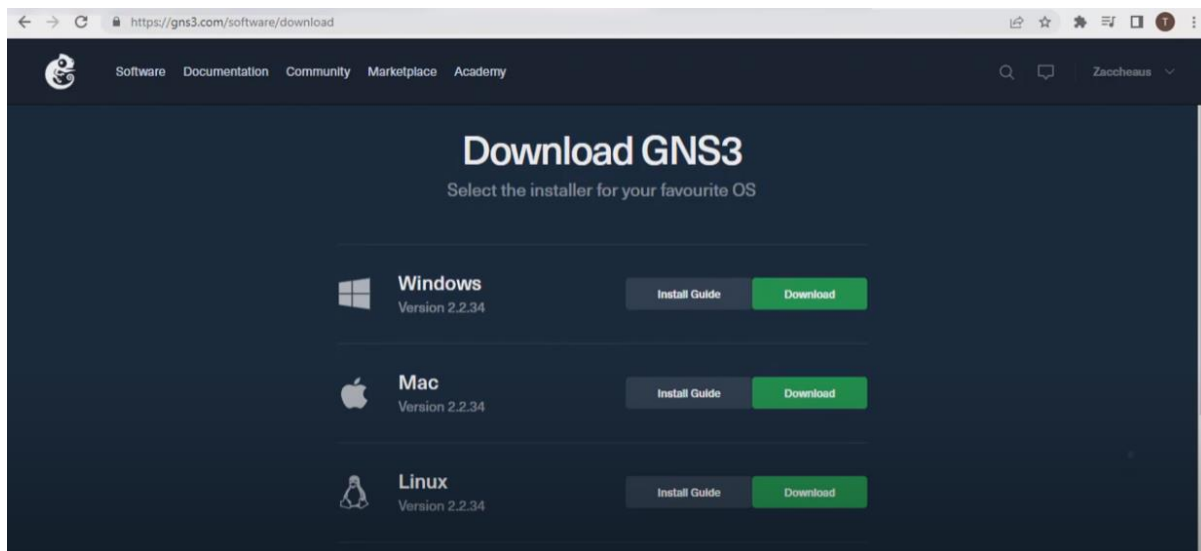 https://gns3.com/software/download
T
Software Documentation Community Marketplace Academy Zaccheaus
Download GNS3
Select the installer for your favourite OS
Windows
Version 2.2.34
Install Guide Download
Mac
Version 2.2.34
Install Guide Download
Linux
Version 2.2.34
Install Guide Download